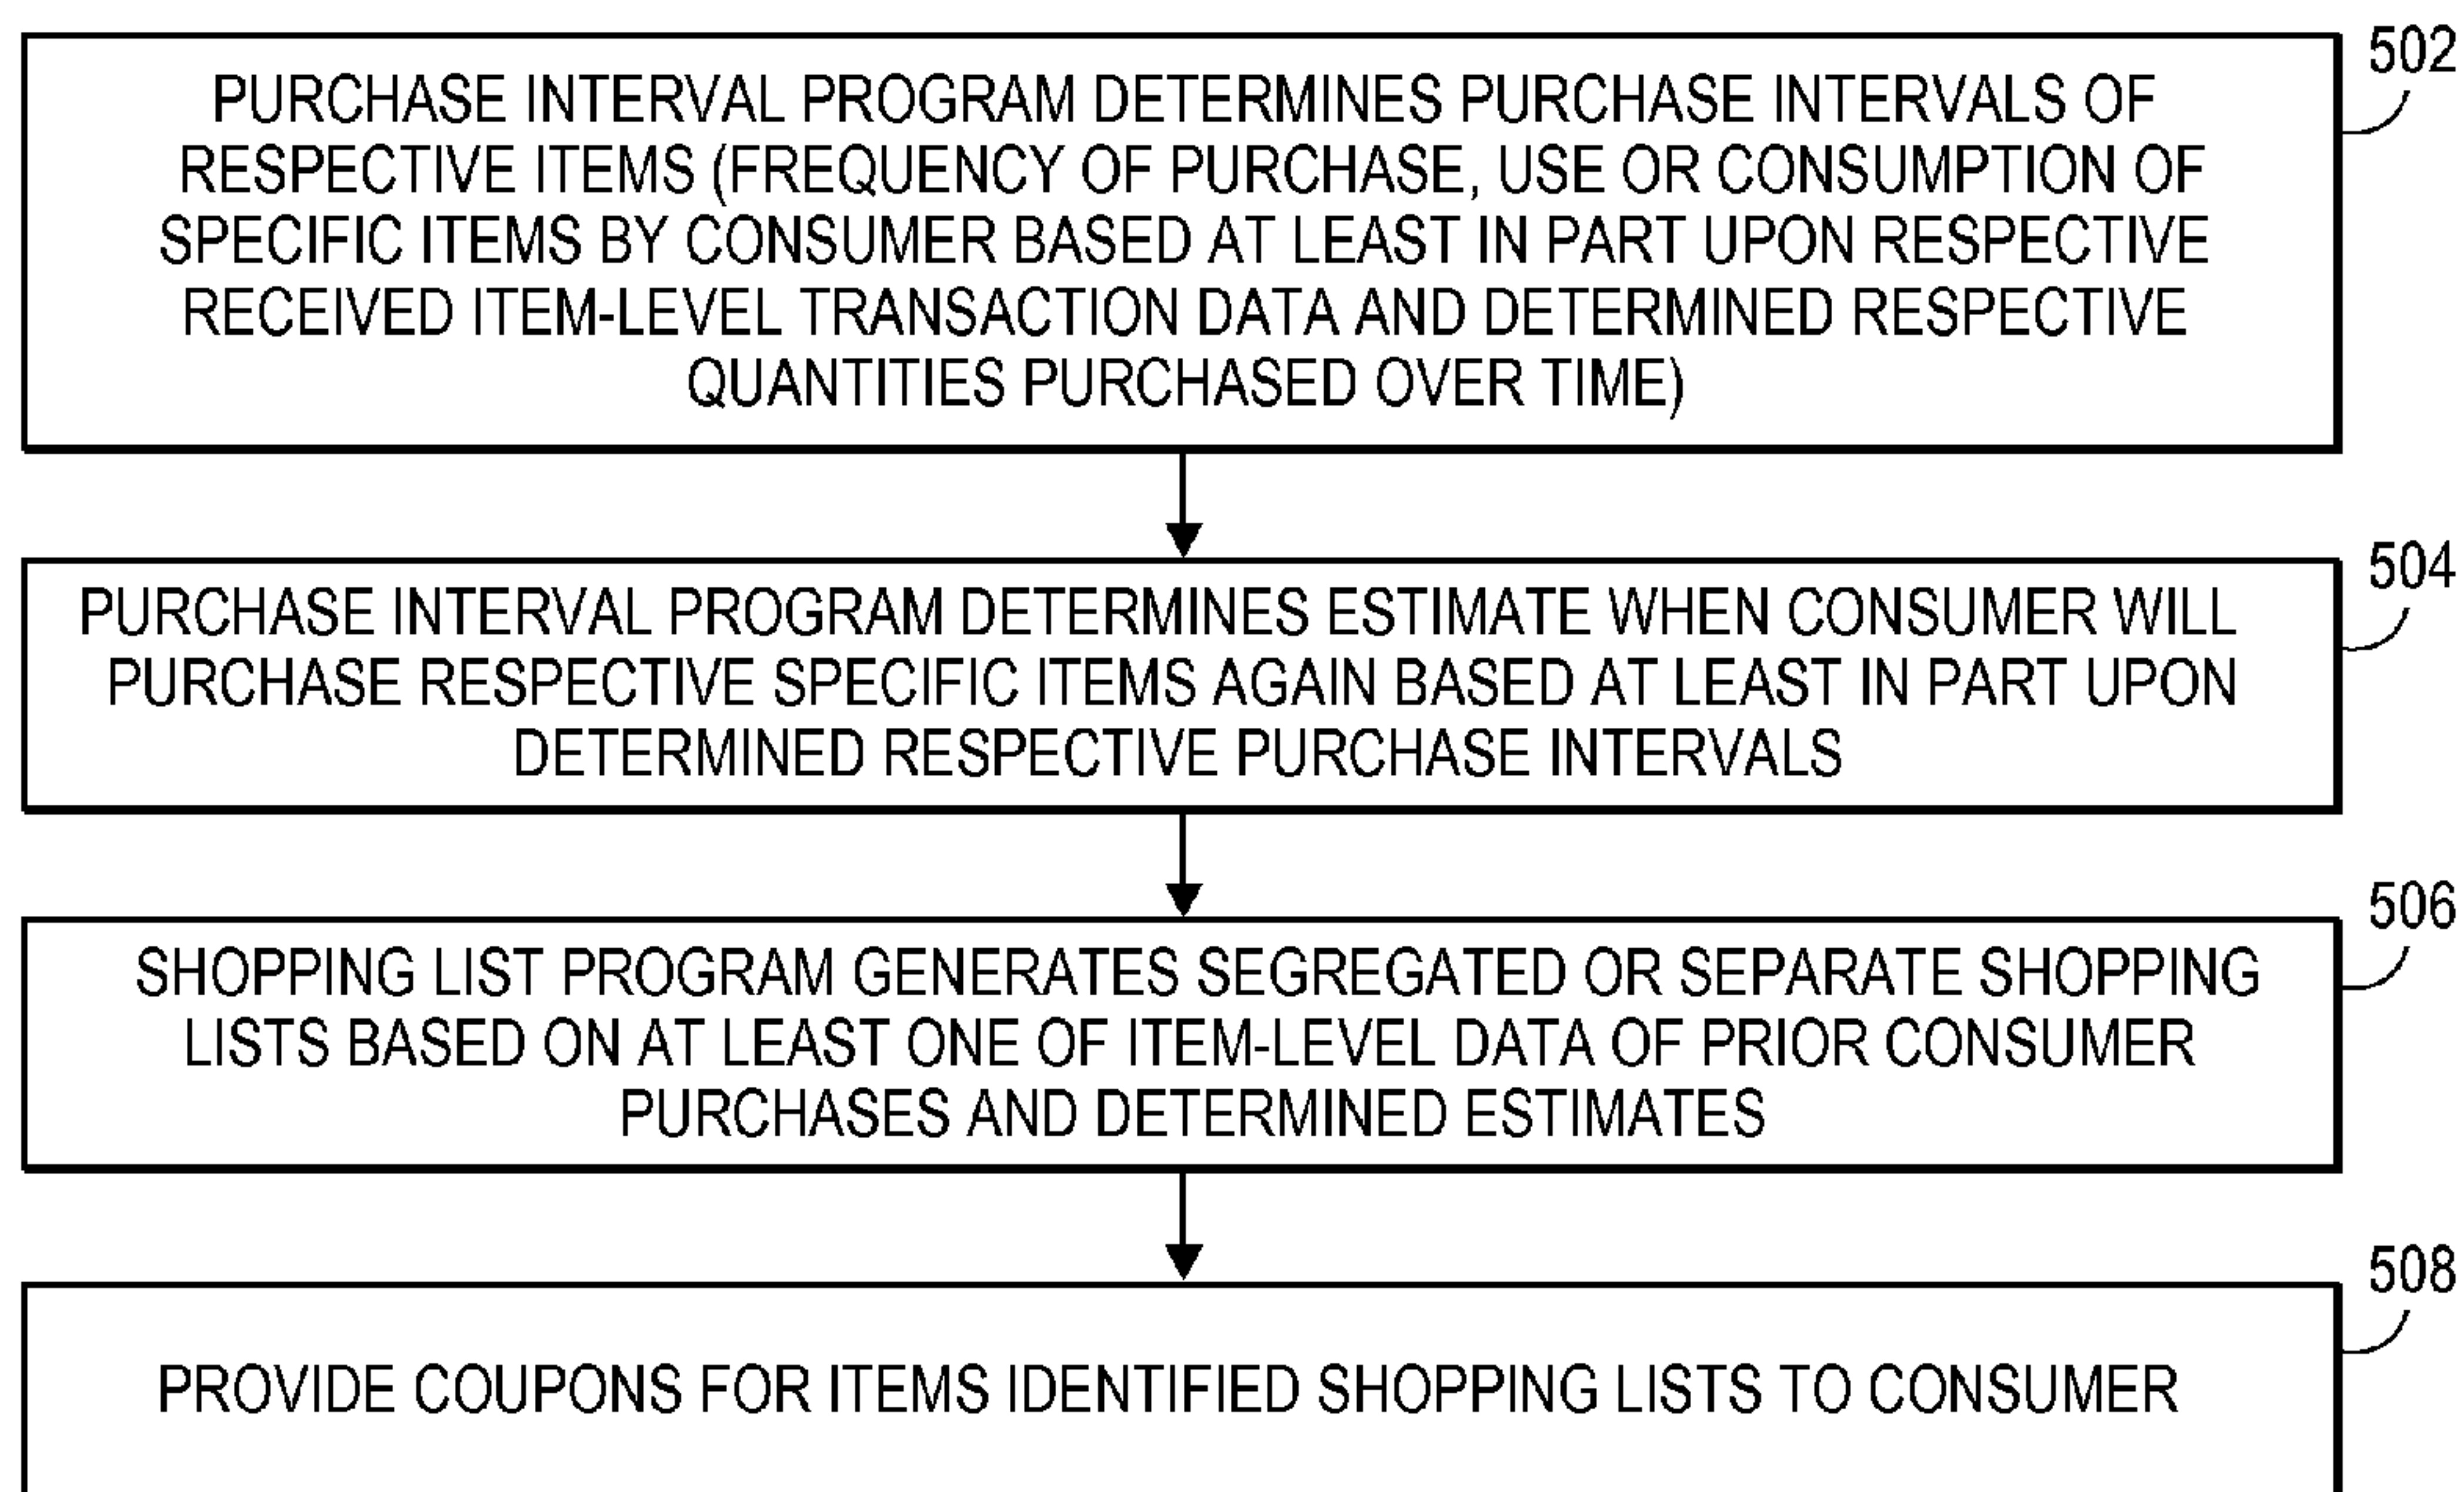 502
PURCHASE INTERVAL PROGRAM DETERMINES PURCHASE INTERVALS OF
RESPECTIVE ITEMS (FREQUENCY OF PURCHASE, USE OR CONSUMPTION OF
SPECIFIC ITEMS BY CONSUMER BASED AT LEAST IN PART UPON RESPECTIVE
RECEIVED ITEM-LEVEL TRANSACTION DATA AND DETERMINED RESPECTIVE
QUANTITIES PURCHASED OVER TIME)
504
PURCHASE INTERVAL PROGRAM DETERMINES ESTIMATE WHEN CONSUMER WILL
PURCHASE RESPECTIVE SPECIFIC ITEMS AGAIN BASED AT LEAST IN PART UPON
DETERMINED RESPECTIVE PURCHASE INTERVALS
506
SHOPPING LIST PROGRAM GENERATES SEGREGATED OR SEPARATE SHOPPING
LISTS BASED ON AT LEAST ONE OF ITEM-LEVEL DATA OF PRIOR CONSUMER
PURCHASES AND DETERMINED ESTIMATES
508
PROVIDE COUPONS FOR ITEMS IDENTIFIED SHOPPING LISTS TO CONSUMER